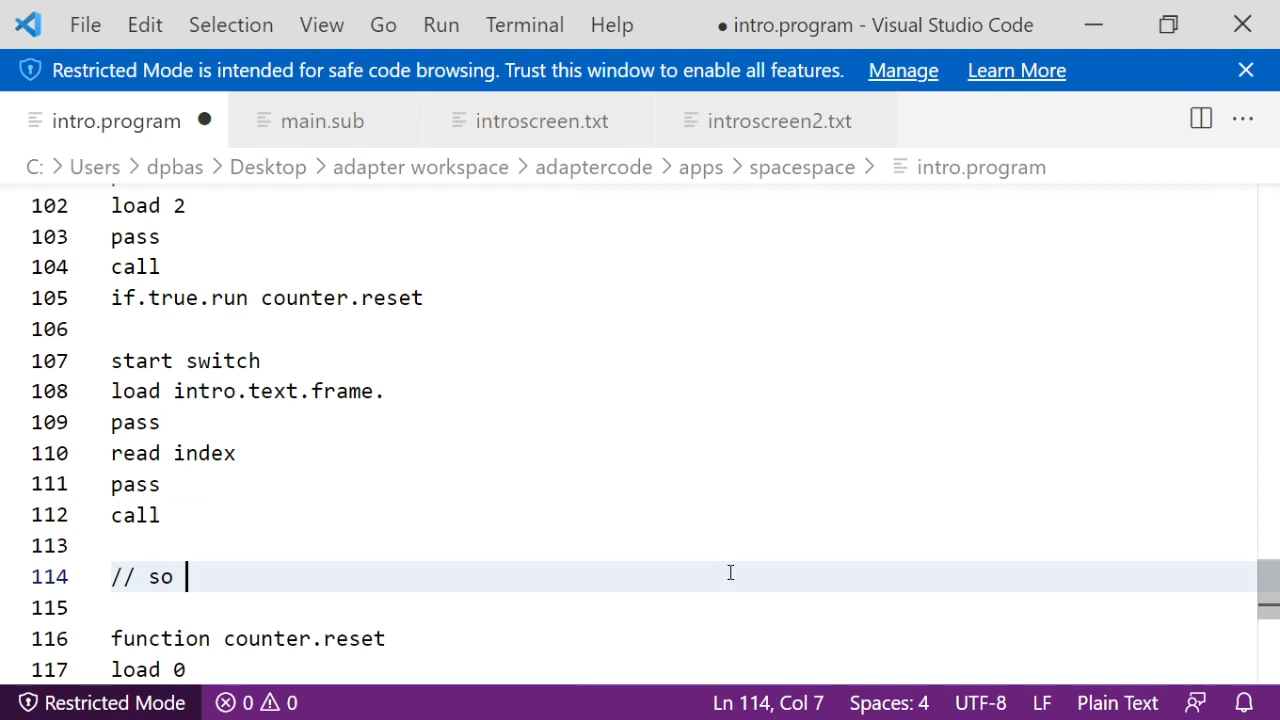 File Edit Selection View Go Run Terminal Help ● intro.program - Visual Studio Code
Restricted Mode is intended for safe code browsing. Trust this window to enable all features. Manage Learn More
intro.program main.sub introscreen.txt introscreen2.txt
C: > Users > dpbas > Desktop > adapter workspace > adaptercode > apps > spacespace > intro.program
102 load 2
103 pass
104 call
105 if.true.run counter.reset
106
107 start switch
108 load intro.text.frame.
109 pass
110 read index
111 pass
112 call
113
114 // so
115
116 function counter.reset
117 load 0
Restricted Mode 0 0 Ln 114, Col 7 Spaces: 4 UTF-8 LF Plain Text